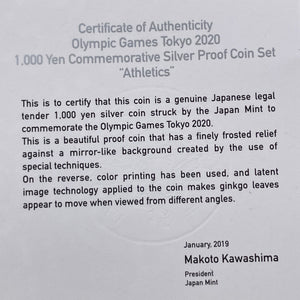 Certificate of Authenticity
Olympic Games Tokyo 2020
1,000 Yen Commemorative Silver Proof Coin Set
"Athletics"
This is to certify that this coin is a genuine Japanese legal
tender 1,000 yen silver coin struck by the Japan Mint to
commemorate the Olympic Games Tokyo 2020.
This is a beautiful proof coin that has a finely frosted relief
against a mirror-like background created by the use of
special techniques.
On the reverse, color printing has been used, and latent
image technology applied to the coin makes ginkgo leaves
appear to move when viewed from different angles.
January, 2019
Makoto Kawashima
President
Japan Mint